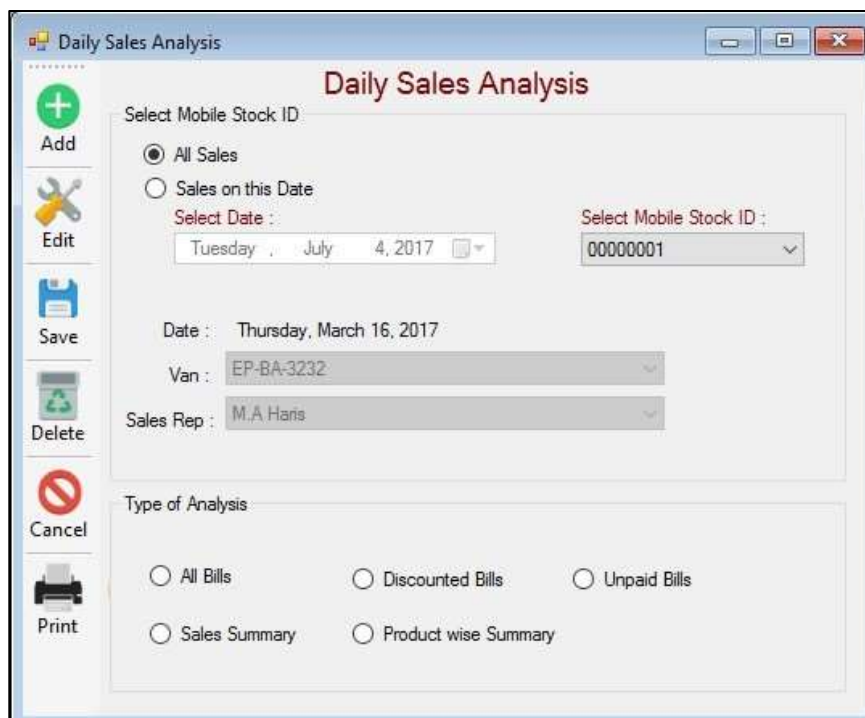 Daily Sales Analysis
Daily Sales Analysis
Add
Edit
Save
Delete
Cancel
Print
Select Mobile Stock ID
All Sales
Sales on this Date
Select Date :
Select Mobile Stock ID :
Tuesday , July 4, 2017
00000001
Date : Thursday, March 16, 2017
Van : EP-BA-3232
Sales Rep : M.A Haris
Type of Analysis
All Bills
Discounted Bills
Unpaid Bills
Sales Summary
Product wise Summary